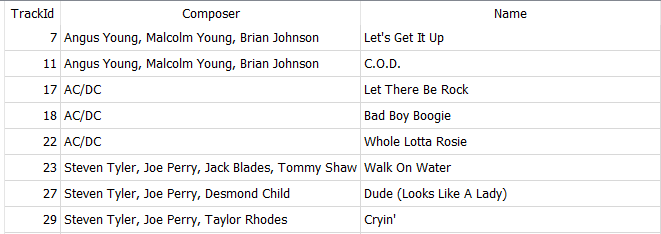 TrackId Composer Name
7 Angus Young, Malcolm Young, Brian Johnson Let's Get It Up
11 Angus Young, Malcolm Young, Brian Johnson C.O.D.
17 AC/DC Let There Be Rock
18 AC/DC Bad Boy Boogie
22 AC/DC Whole Lotta Rosie
23 Steven Tyler, Joe Perry, Jack Blades, Tommy Shaw Walk On Water
27 Steven Tyler, Joe Perry, Desmond Child Dude (Looks Like A Lady)
29 Steven Tyler, Joe Perry, Taylor Rhodes Cryin'